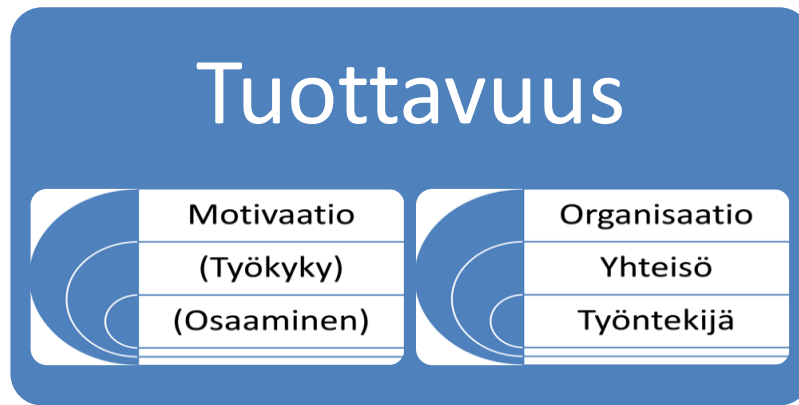 Tuottavuus
Motivaatio
(Työkyky)
(Osaaminen)
Organisaatio
Yhteisö
Työntekijä